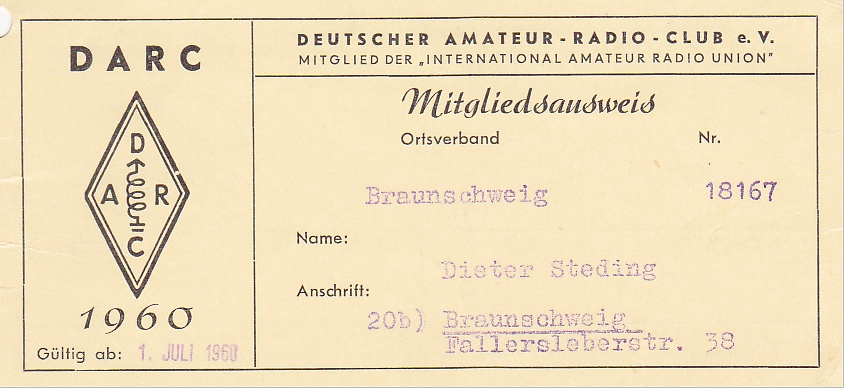 DARC
D
A R
C
1960
Gültig ab: 1. JULI 1960
DEUTSCHER AMATEUR-RADIO-CLUB e. V.
MITGLIED DER „INTERNATIONAL AMATEUR RADIO UNION"
Mitgliedsausweis
Ortsverband Nr.
Braunschweig 18167
Name:
Dieter Steding
Anschrift:
20b) Braunschweig
Fallersleberstr. 38